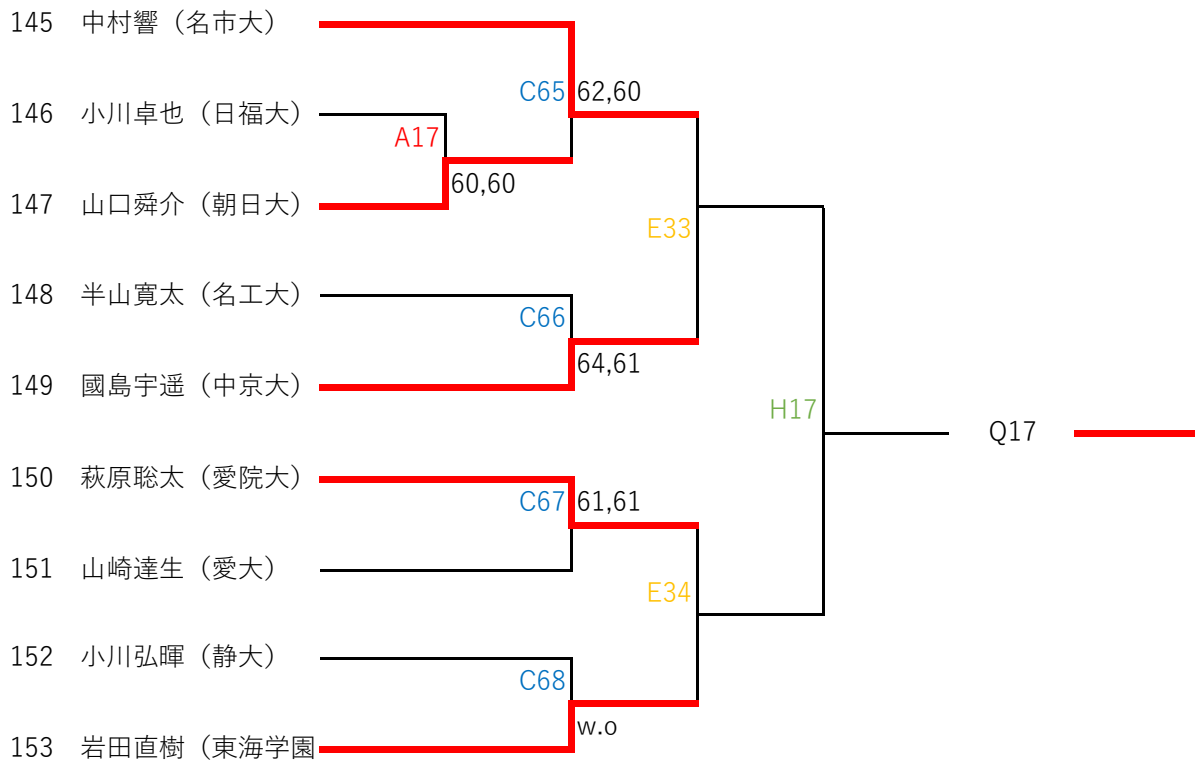 145 中村響（名市大）
C65 62,60
146 小川卓也（日福大）
A17
60,60
147 山口舜介（朝日大）
E33
148 半山寛太（名工大）
C66
64,61
149 國島宇遥（中京大）
H17
Q17
150 萩原聡太（愛院大）
C67 61,61
151 山崎達生（愛大）
E34
152 小川弘暉（静大）
C68
w.o
153 岩田直樹（東海学園